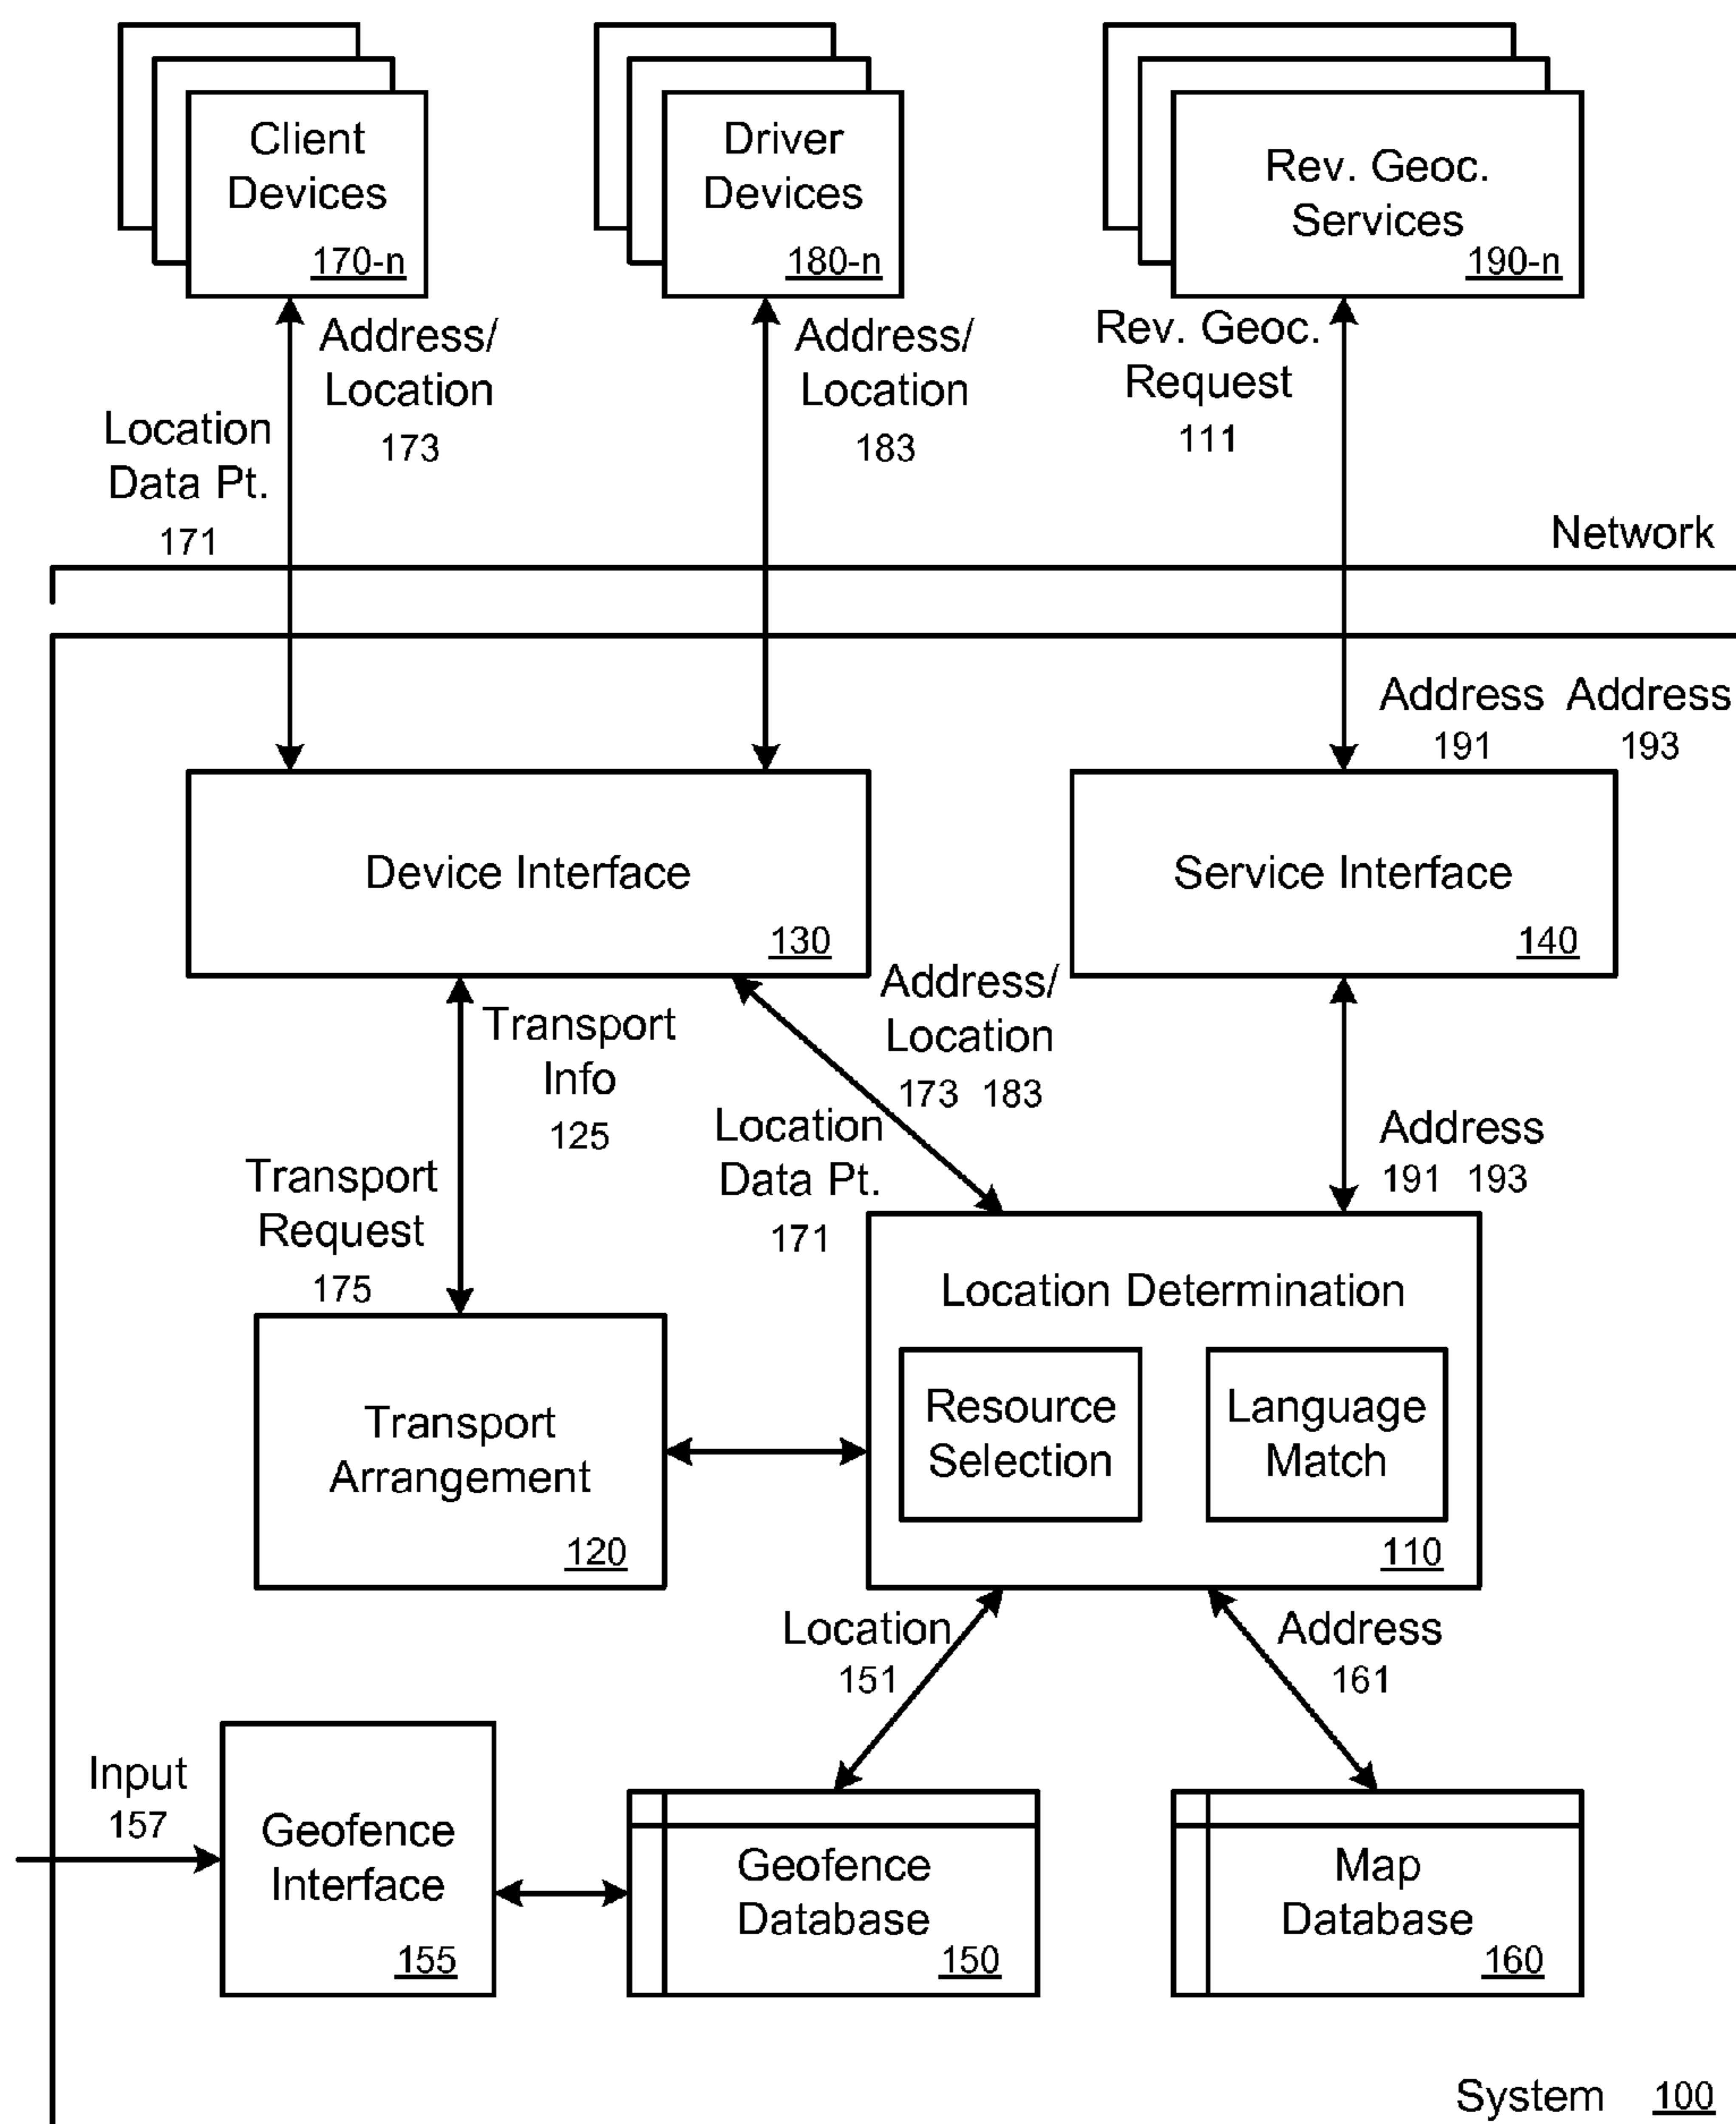 Client
Devices
170-n
Driver
Devices
180-n
Rev. Geoc.
Services
190-n
Address/
Location
173
Address/
Location
183
Rev. Geoc.
Request
111
Location
Data Pt.
171
Network
Address Address
191 193
Device Interface
130
Service Interface
140
Transport
Info
125
Address/
Location
173 183
Location
Data Pt.
171
Address
191 193
Transport
Request
175
Location Determination
Resource
Selection
Language
Match
110
Transport
Arrangement
120
Location
151
Address
161
Input
157
Geofence
Interface
155
Geofence
Database
150
Map
Database
160
System 100